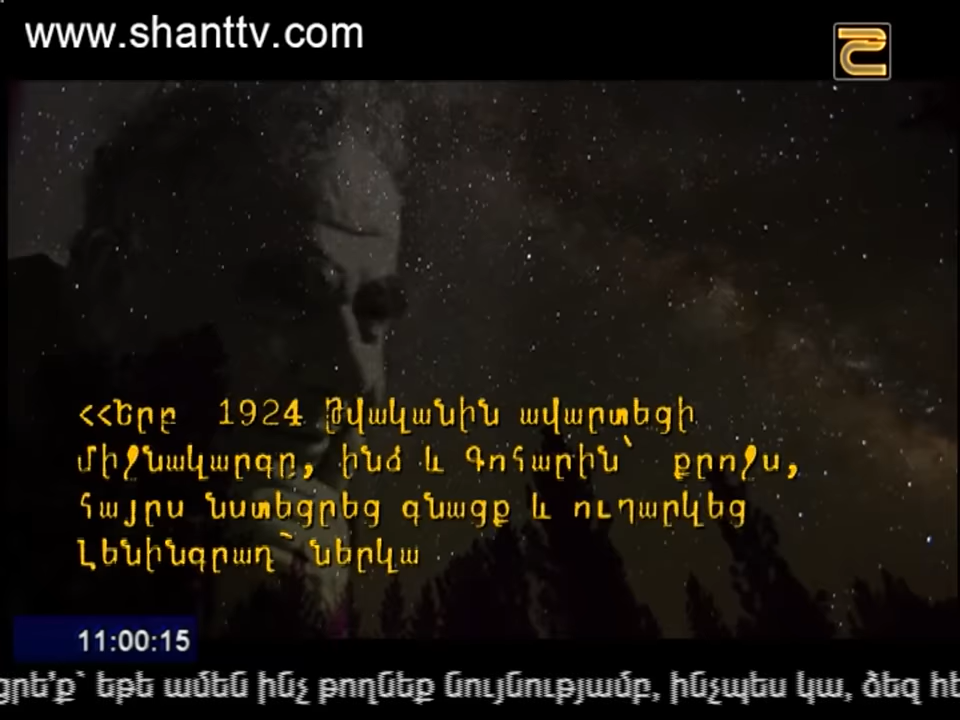 www.shanttv.com
<<Երբ 1924 թվականին ավարտեցի
միջնակարգը, ինձ և Գոհարին՝ քրոջս,
հայրս նստեցրեց գնացք և ուղարկեց
Լենինգրադ՝ ներկա
11:00:15
եթե ամեն ինչ թողնեք նույնությամբ, ինչպես կա, ձեզ